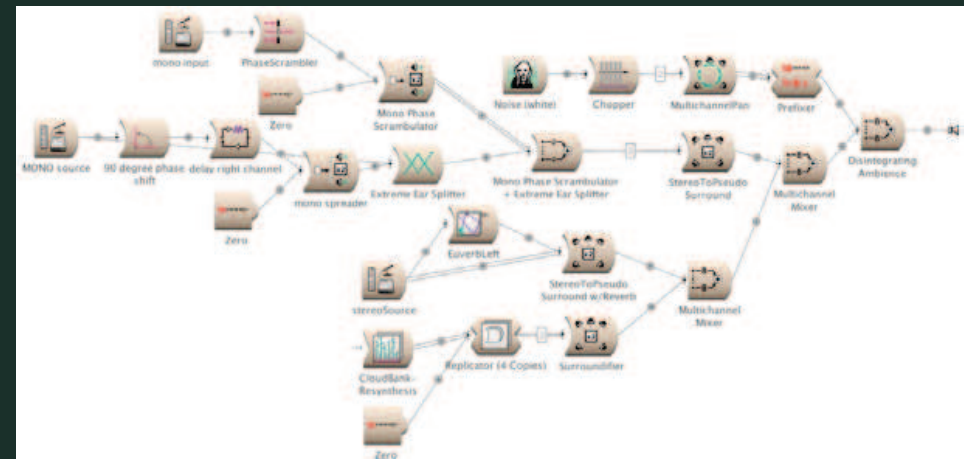 mono input
PhaseScrambler
Zero
Mono Phase
Scrambulator
Noise (white)
Chopper
MultichannelPan
Prefixer
MONO source
90 degree phase
shift
delay right channel
mono spreader
Extreme Ear Splitter
Mono Phase Scrambulator
+ Extreme Ear Splitter
StereoToPseudo
Surround
Multichannel
Mixer
Disintegrating
Ambience
Zero
EuverbLeft
stereoSource
StereoToPseudo
Surround w/Reverb
Multichannel
Mixer
CloudBank-
Resynthesis
Replicator (4 Copies)
Surroundifier
Zero